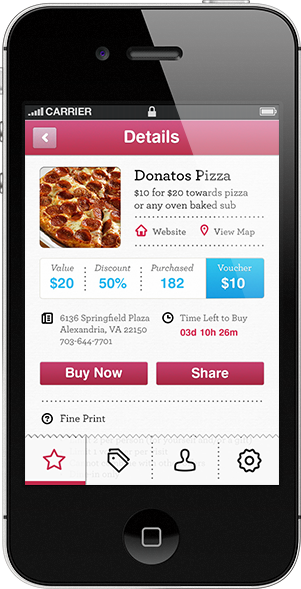 CARRIER
Details
Donatos Pizza
$10 for $20 towards pizza
or any oven baked sub
Website View Map
Value Discount Purchased Voucher
$20 50% 182 $10
6136 Springfield Plaza
Alexandria, VA 22150
703-644-7701
Time Left to Buy
03d 10h 26m
Buy Now Share
Fine Print